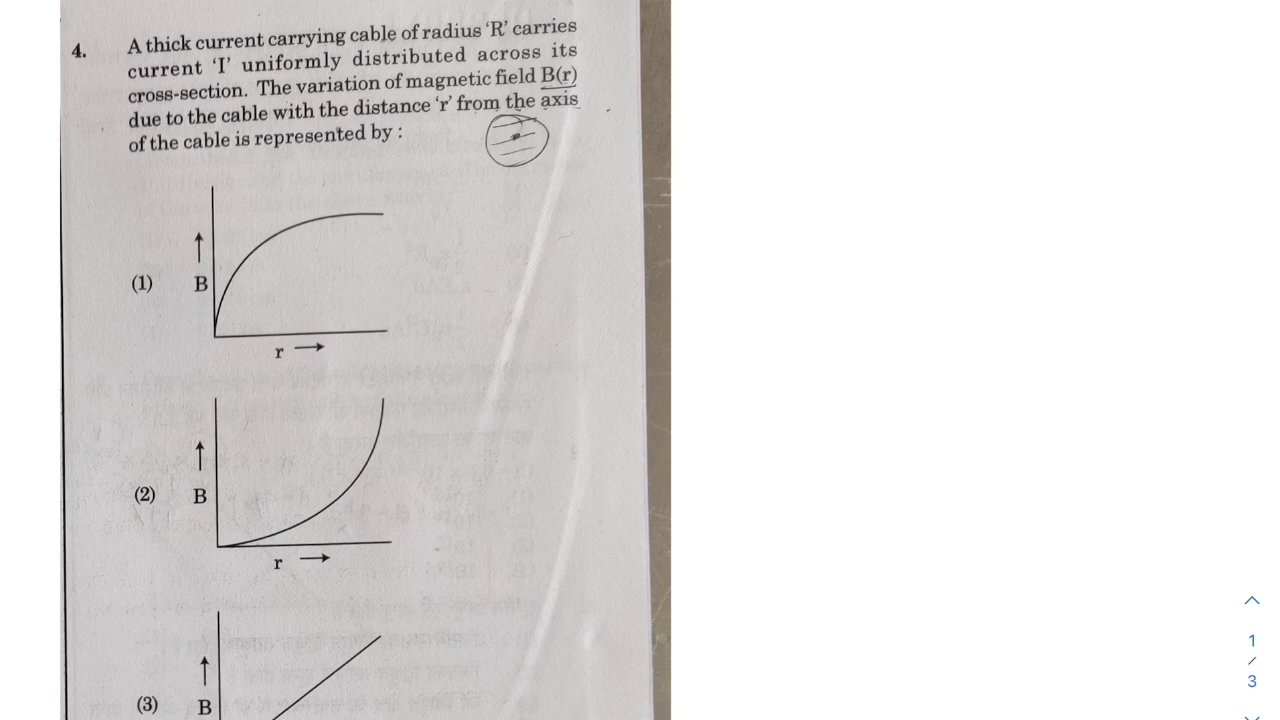 4. A thick current carrying cable of radius 'R' carries
current 'I' uniformly distributed across its
cross-section. The variation of magnetic field B(r)
due to the cable with the distance 'r' from the axis
of the cable is represented by :
(1) B
r
(2) B
r
(3) B
1
/
3